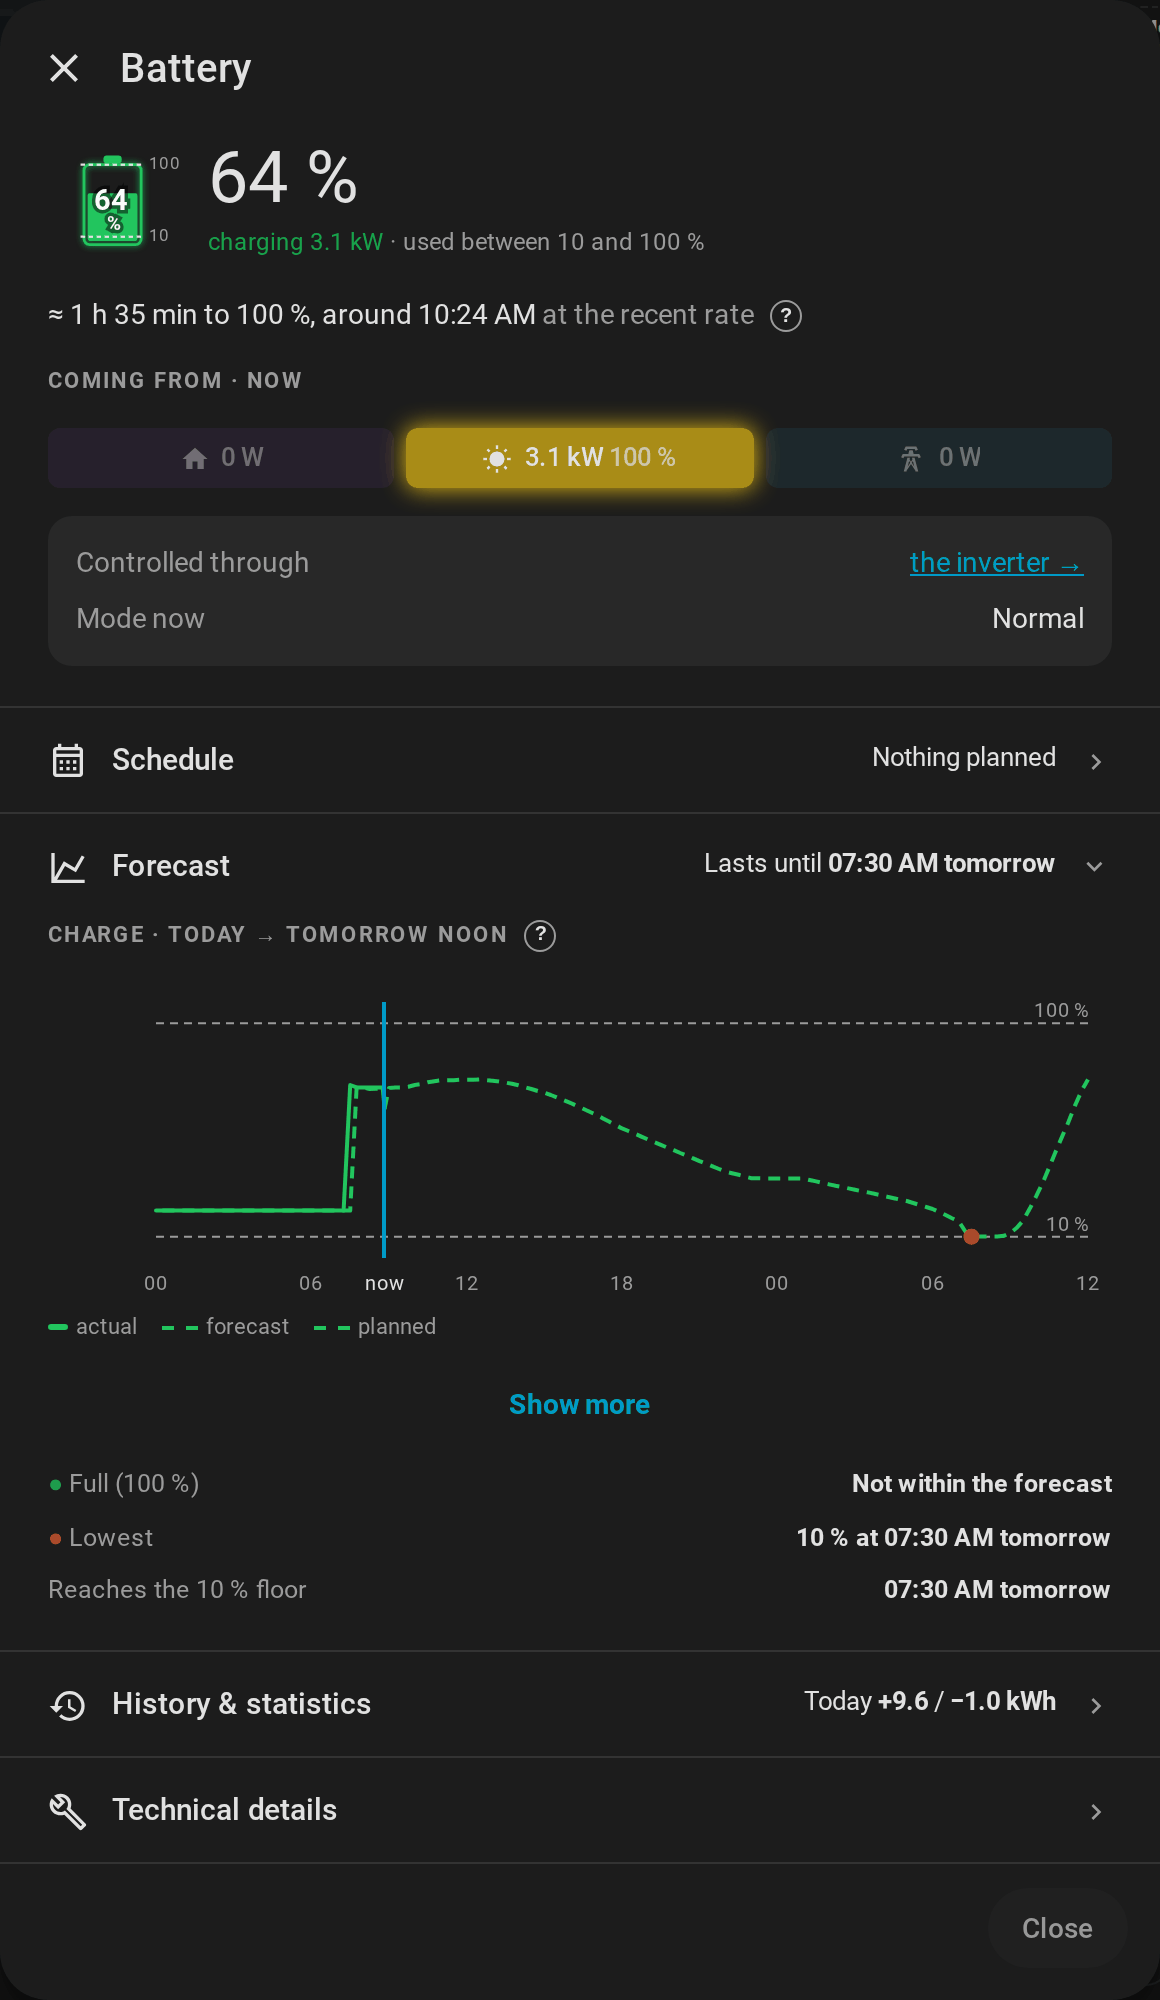 Battery
100
64
%
10
64 %
charging 3.1 kW · used between 10 and 100 %
≈ 1 h 35 min to 100 %, around 10:24 AM at the recent rate ?
COMING FROM · NOW
0 W
3.1 kW 100 %
0 W
Controlled through the inverter →
Mode now Normal
Schedule Nothing planned
Forecast Lasts until 07:30 AM tomorrow
CHARGE · TODAY → TOMORROW NOON ?
100 %
10 %
00 06 now 12 18 00 06 12
actual forecast planned
Show more
Full (100 %) Not within the forecast
Lowest 10 % at 07:30 AM tomorrow
Reaches the 10 % floor 07:30 AM tomorrow
History & statistics Today +9.6 / −1.0 kWh
Technical details
Close